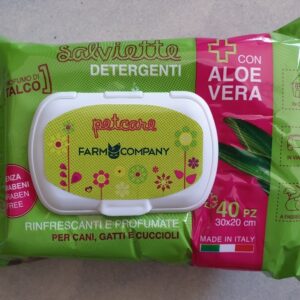 salviette
DETERGENTI
PROFUMO DI
TALCO
+ CON
ALOE
VERA
petcare
FARM COMPANY
SENZA
PARABENI
PARABEN
FREE
40 PZ
30x20 cm
MADE IN ITALY
RINFRESCANTI E PROFUMATE
PER CANI, GATTI E CUCCIOLI